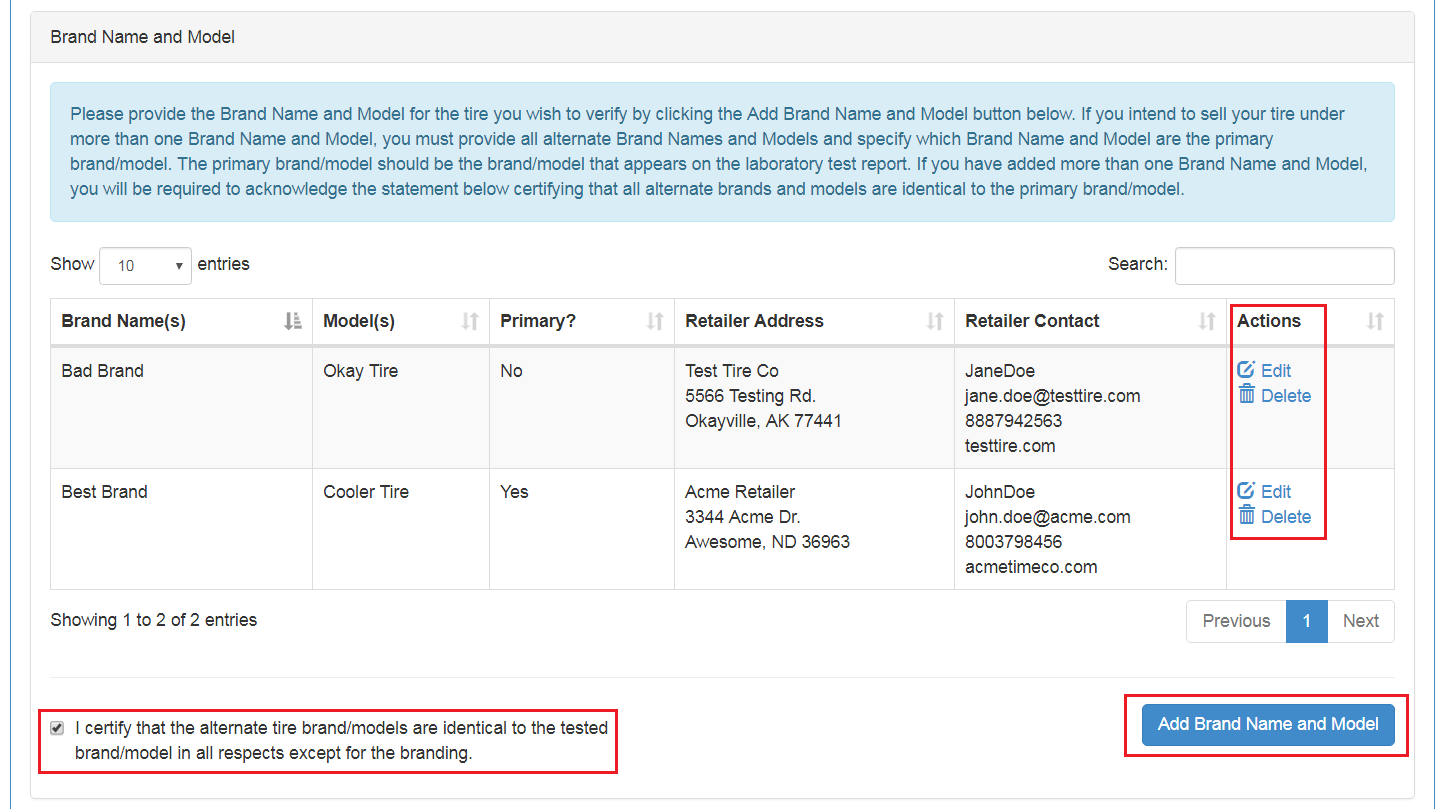 Brand Name and Model
Please provide the Brand Name and Model for the tire you wish to verify by clicking the Add Brand Name and Model button below. If you intend to sell your tire under
more than one Brand Name and Model, you must provide all alternate Brand Names and Models and specify which Brand Name and Model are the primary
brand/model. The primary brand/model should be the brand/model that appears on the laboratory test report. If you have added more than one Brand Name and Model,
you will be required to acknowledge the statement below certifying that all alternate brands and models are identical to the primary brand/model.
Show 10 entries Search:
Brand Name(s) Model(s) Primary? Retailer Address Retailer Contact Actions
Bad Brand Okay Tire No Test Tire Co JaneDoe Edit
5566 Testing Rd. jane.doe@testtire.com Delete
Okayville, AK 77441 8887942563
testtire.com
Best Brand Cooler Tire Yes Acme Retailer JohnDoe Edit
3344 Acme Dr. john.doe@acme.com Delete
Awesome, ND 36963 8003798456
acmetimeco.com
Showing 1 to 2 of 2 entries Previous 1 Next
I certify that the alternate tire brand/models are identical to the tested
brand/model in all respects except for the branding.
Add Brand Name and Model